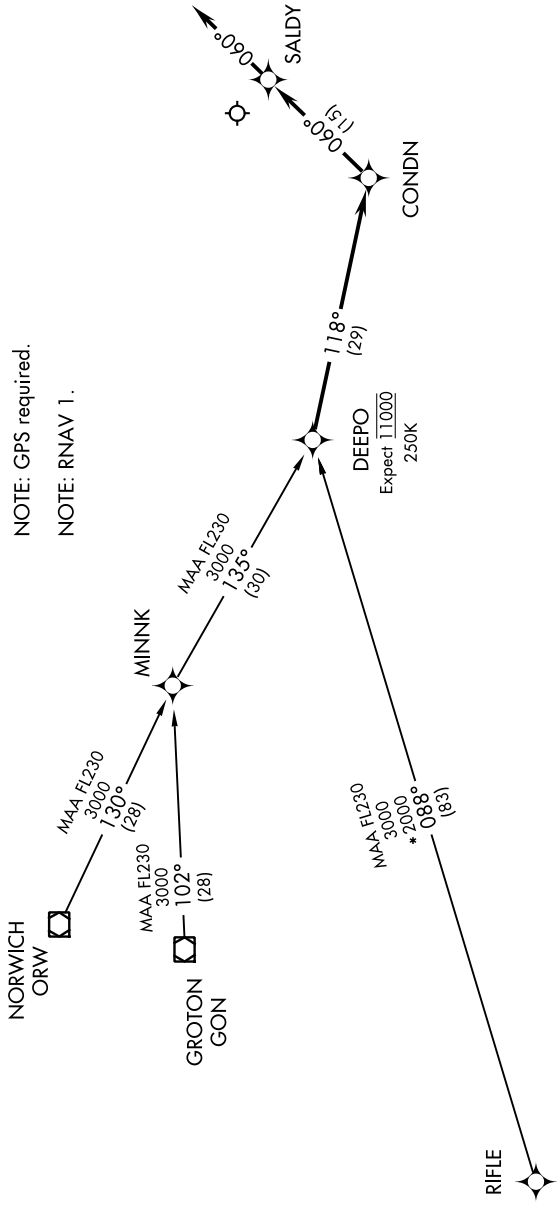 NOTE: GPS required.
NOTE: RNAV 1.
NORWICH
ORW
MAA FL230
3000
130°
(28)
GROTON
GON
MAA FL230
3000
102°
(28)
MINNK
MAA FL230
3000
135°
(30)
RIFLE
MAA FL230
3000
*2000
088°
(83)
DEEPO
Expect 11000
250K
118°
(29)
CONDN
060°
(15)
SALDY
060°